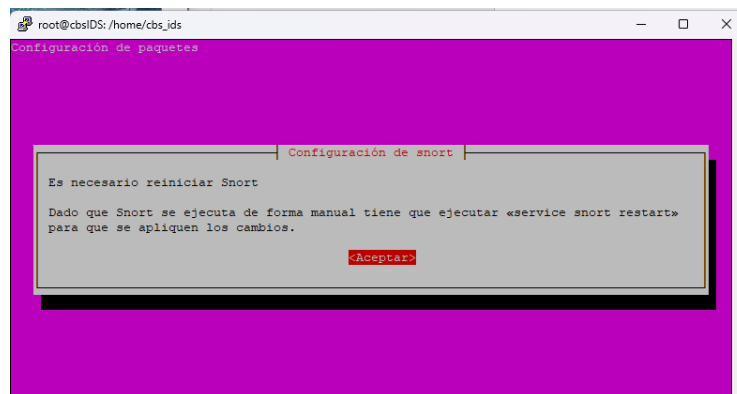 root@cbsIDS: /home/cbs_ids
Configuración de paquetes
Configuración de snort
Es necesario reiniciar Snort
Dado que Snort se ejecuta de forma manual tiene que ejecutar «service snort restart»
para que se apliquen los cambios.
<Aceptar>